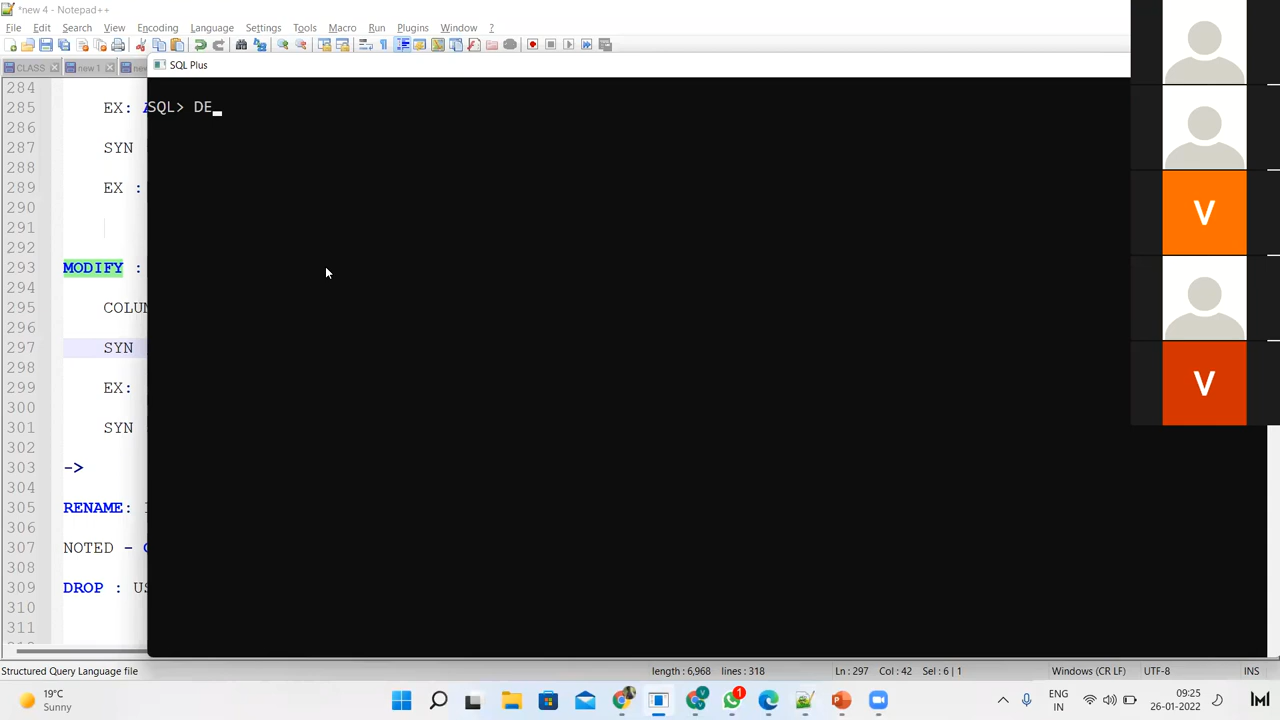 *new 4 - Notepad++
File Edit Search View Encoding Language Settings Tools Macro Run Plugins Window ?
CLASS new 1
SQL Plus
SQL> DE
284
285 EX:
286
287 SYN
288
289 EX :
290
291
292
293 MODIFY :
294
295 COLUM
296
297 SYN
298
299 EX:
300
301 SYN
302
303 ->
304
305 RENAME:
306
307 NOTED -
308
309 DROP : US
310
311
V
V
Structured Query Language file length : 6,968 lines : 318 Ln : 297 Col : 42 Sel : 6 | 1 Windows (CR LF) UTF-8 INS
19°C
Sunny
1
ENG
IN
09:25
26-01-2022